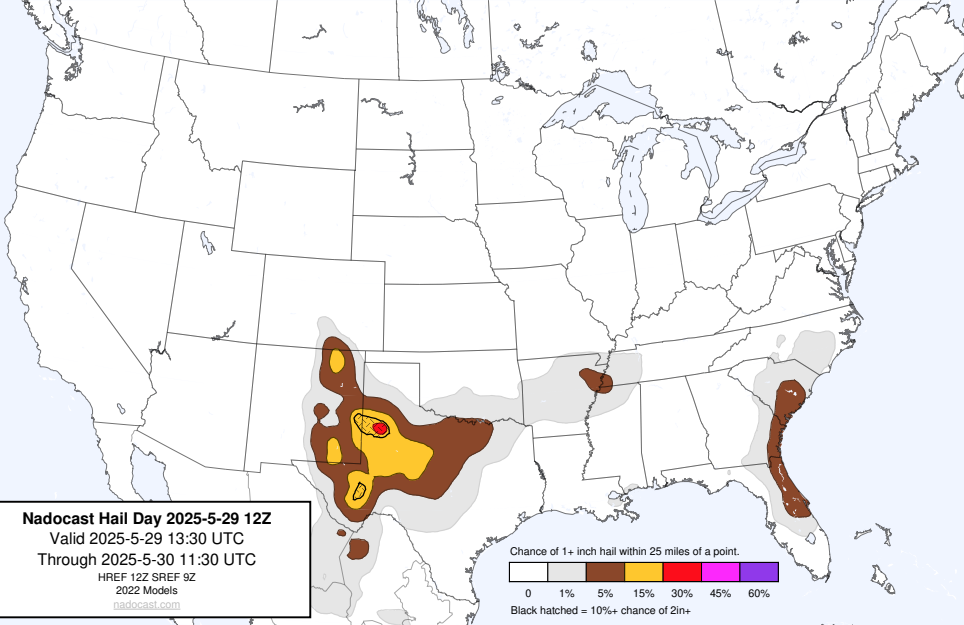 Nadocast Hail Day 2025-5-29 12Z
Valid 2025-5-29 13:30 UTC
Through 2025-5-30 11:30 UTC
HREF 12Z SREF 9Z
2022 Models
nadocast.com
Chance of 1+ inch hail within 25 miles of a point.
0 1% 5% 15% 30% 45% 60%
Black hatched = 10%+ chance of 2in+